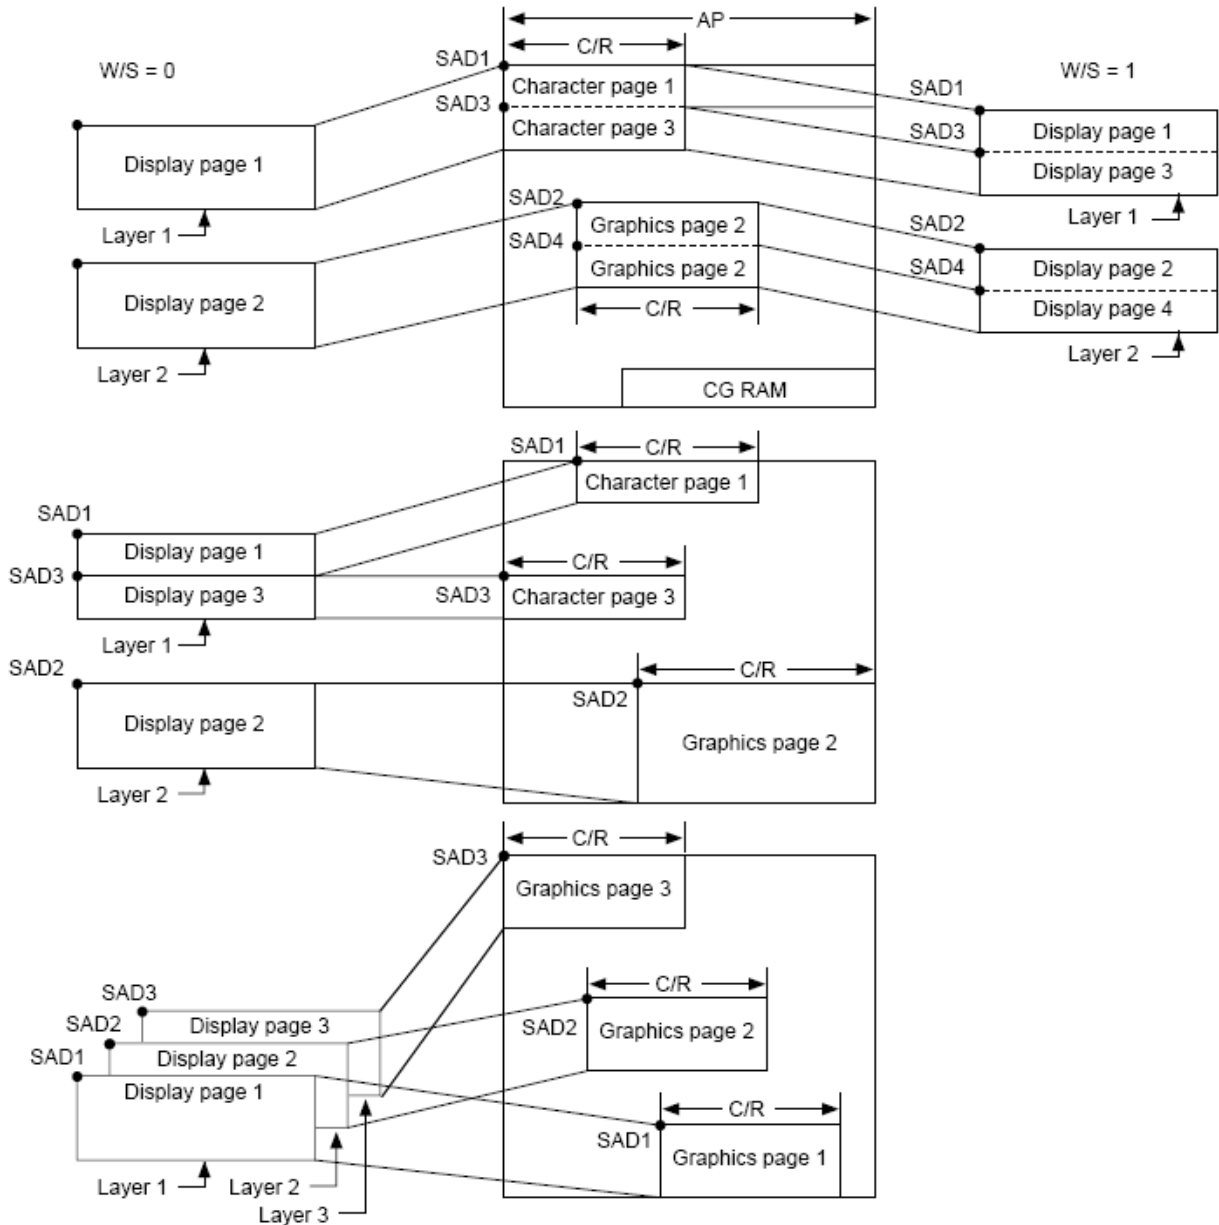 AP
C/R
W/S = 0
SAD1
W/S = 1
Character page 1
SAD1
SAD3
Character page 3
SAD3
Display page 1
Display page 1
Display page 3
Layer 1
SAD2
Graphics page 2
SAD2
Layer 1
SAD4
Graphics page 2
SAD4
Display page 2
Display page 2
C/R
Display page 4
Layer 2
Layer 2
CG RAM
SAD1
C/R
Character page 1
SAD1
Display page 1
C/R
SAD3
Display page 3
SAD3
Character page 3
Layer 1
SAD2
C/R
SAD2
Display page 2
Graphics page 2
Layer 2
C/R
SAD3
Graphics page 3
SAD3
C/R
Display page 3
SAD2
SAD2
Graphics page 2
SAD1
Display page 2
Display page 1
C/R
SAD1
Graphics page 1
Layer 1
Layer 2
Layer 3